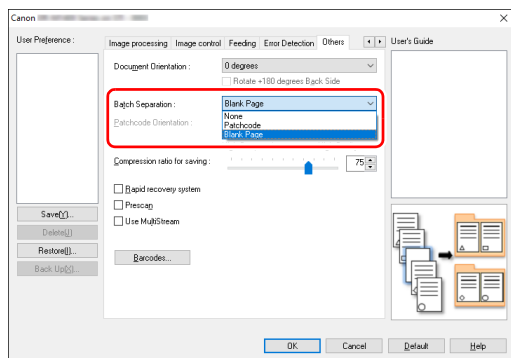 Canon
User Preference :
Image processing Image control Feeding Error Detection Others
User's Guide
Document Orientation :
0 degrees
Rotate +180 degrees Back Side
Batch Separation :
Blank Page
None
Patchcode
Blank Page
Patchcode Orientation :
Compression ratio for saving :
75
Rapid recovery system
Prescan
Use MultiStream
Barcodes...
Save(Y)...
Delete(J)
Restore(I)...
Back Up(X)...
OK Cancel Default Help